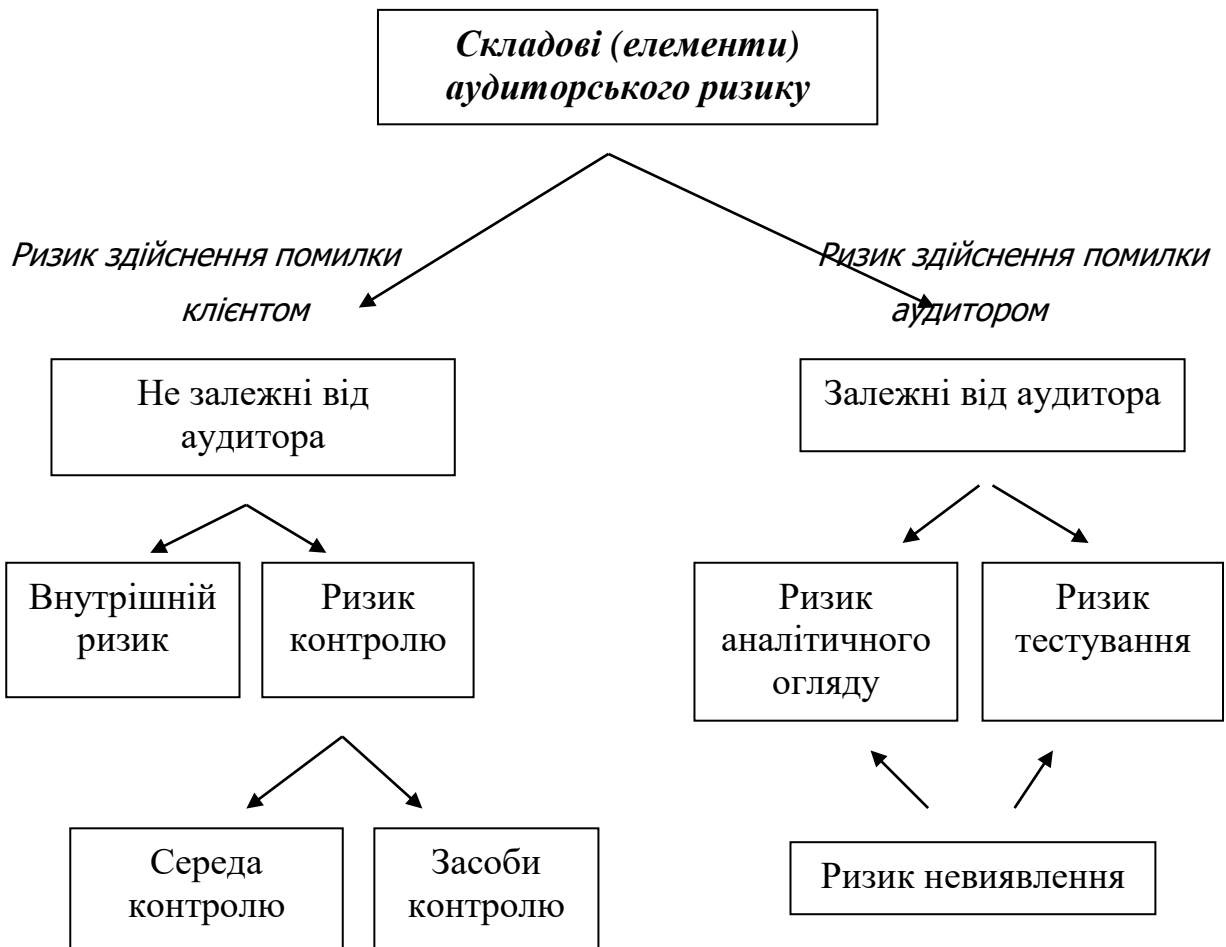 Складові (елементи)
аудиторського ризику
Ризик здійснення помилки
клієнтом
Ризик здійснення помилки
аудитором
Не залежні від
аудитора
Залежні від аудитора
Внутрішній
ризик
Ризик
контролю
Ризик
аналітичного
огляду
Ризик
тестування
Середа
контролю
Засоби
контролю
Ризик невиявлення